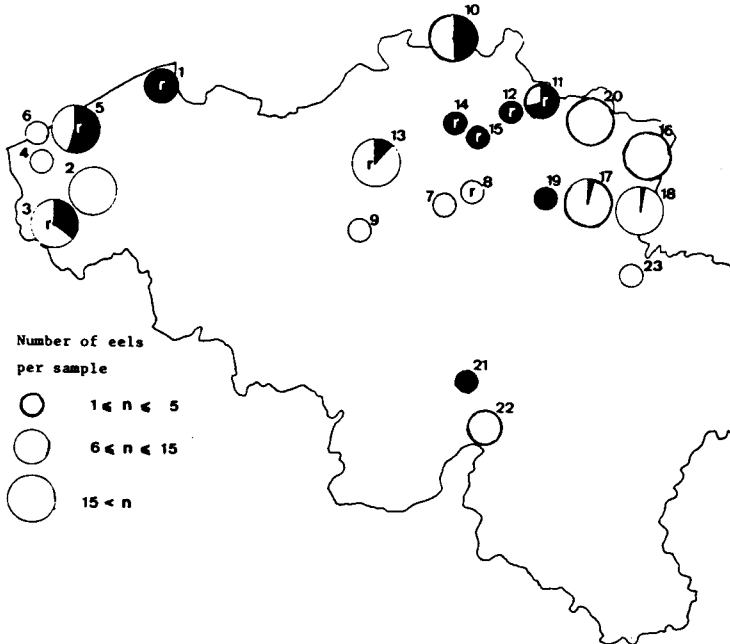 10
1
r
11
r
20
12
r
14
r
15
r
5
r
6
4
13
r
16
2
3
r
7
8
r
19
17
18
9
23
Number of eels
per sample
1 ⩽ n ⩽ 5
6 ⩽ n ⩽ 15
15 < n
21
22